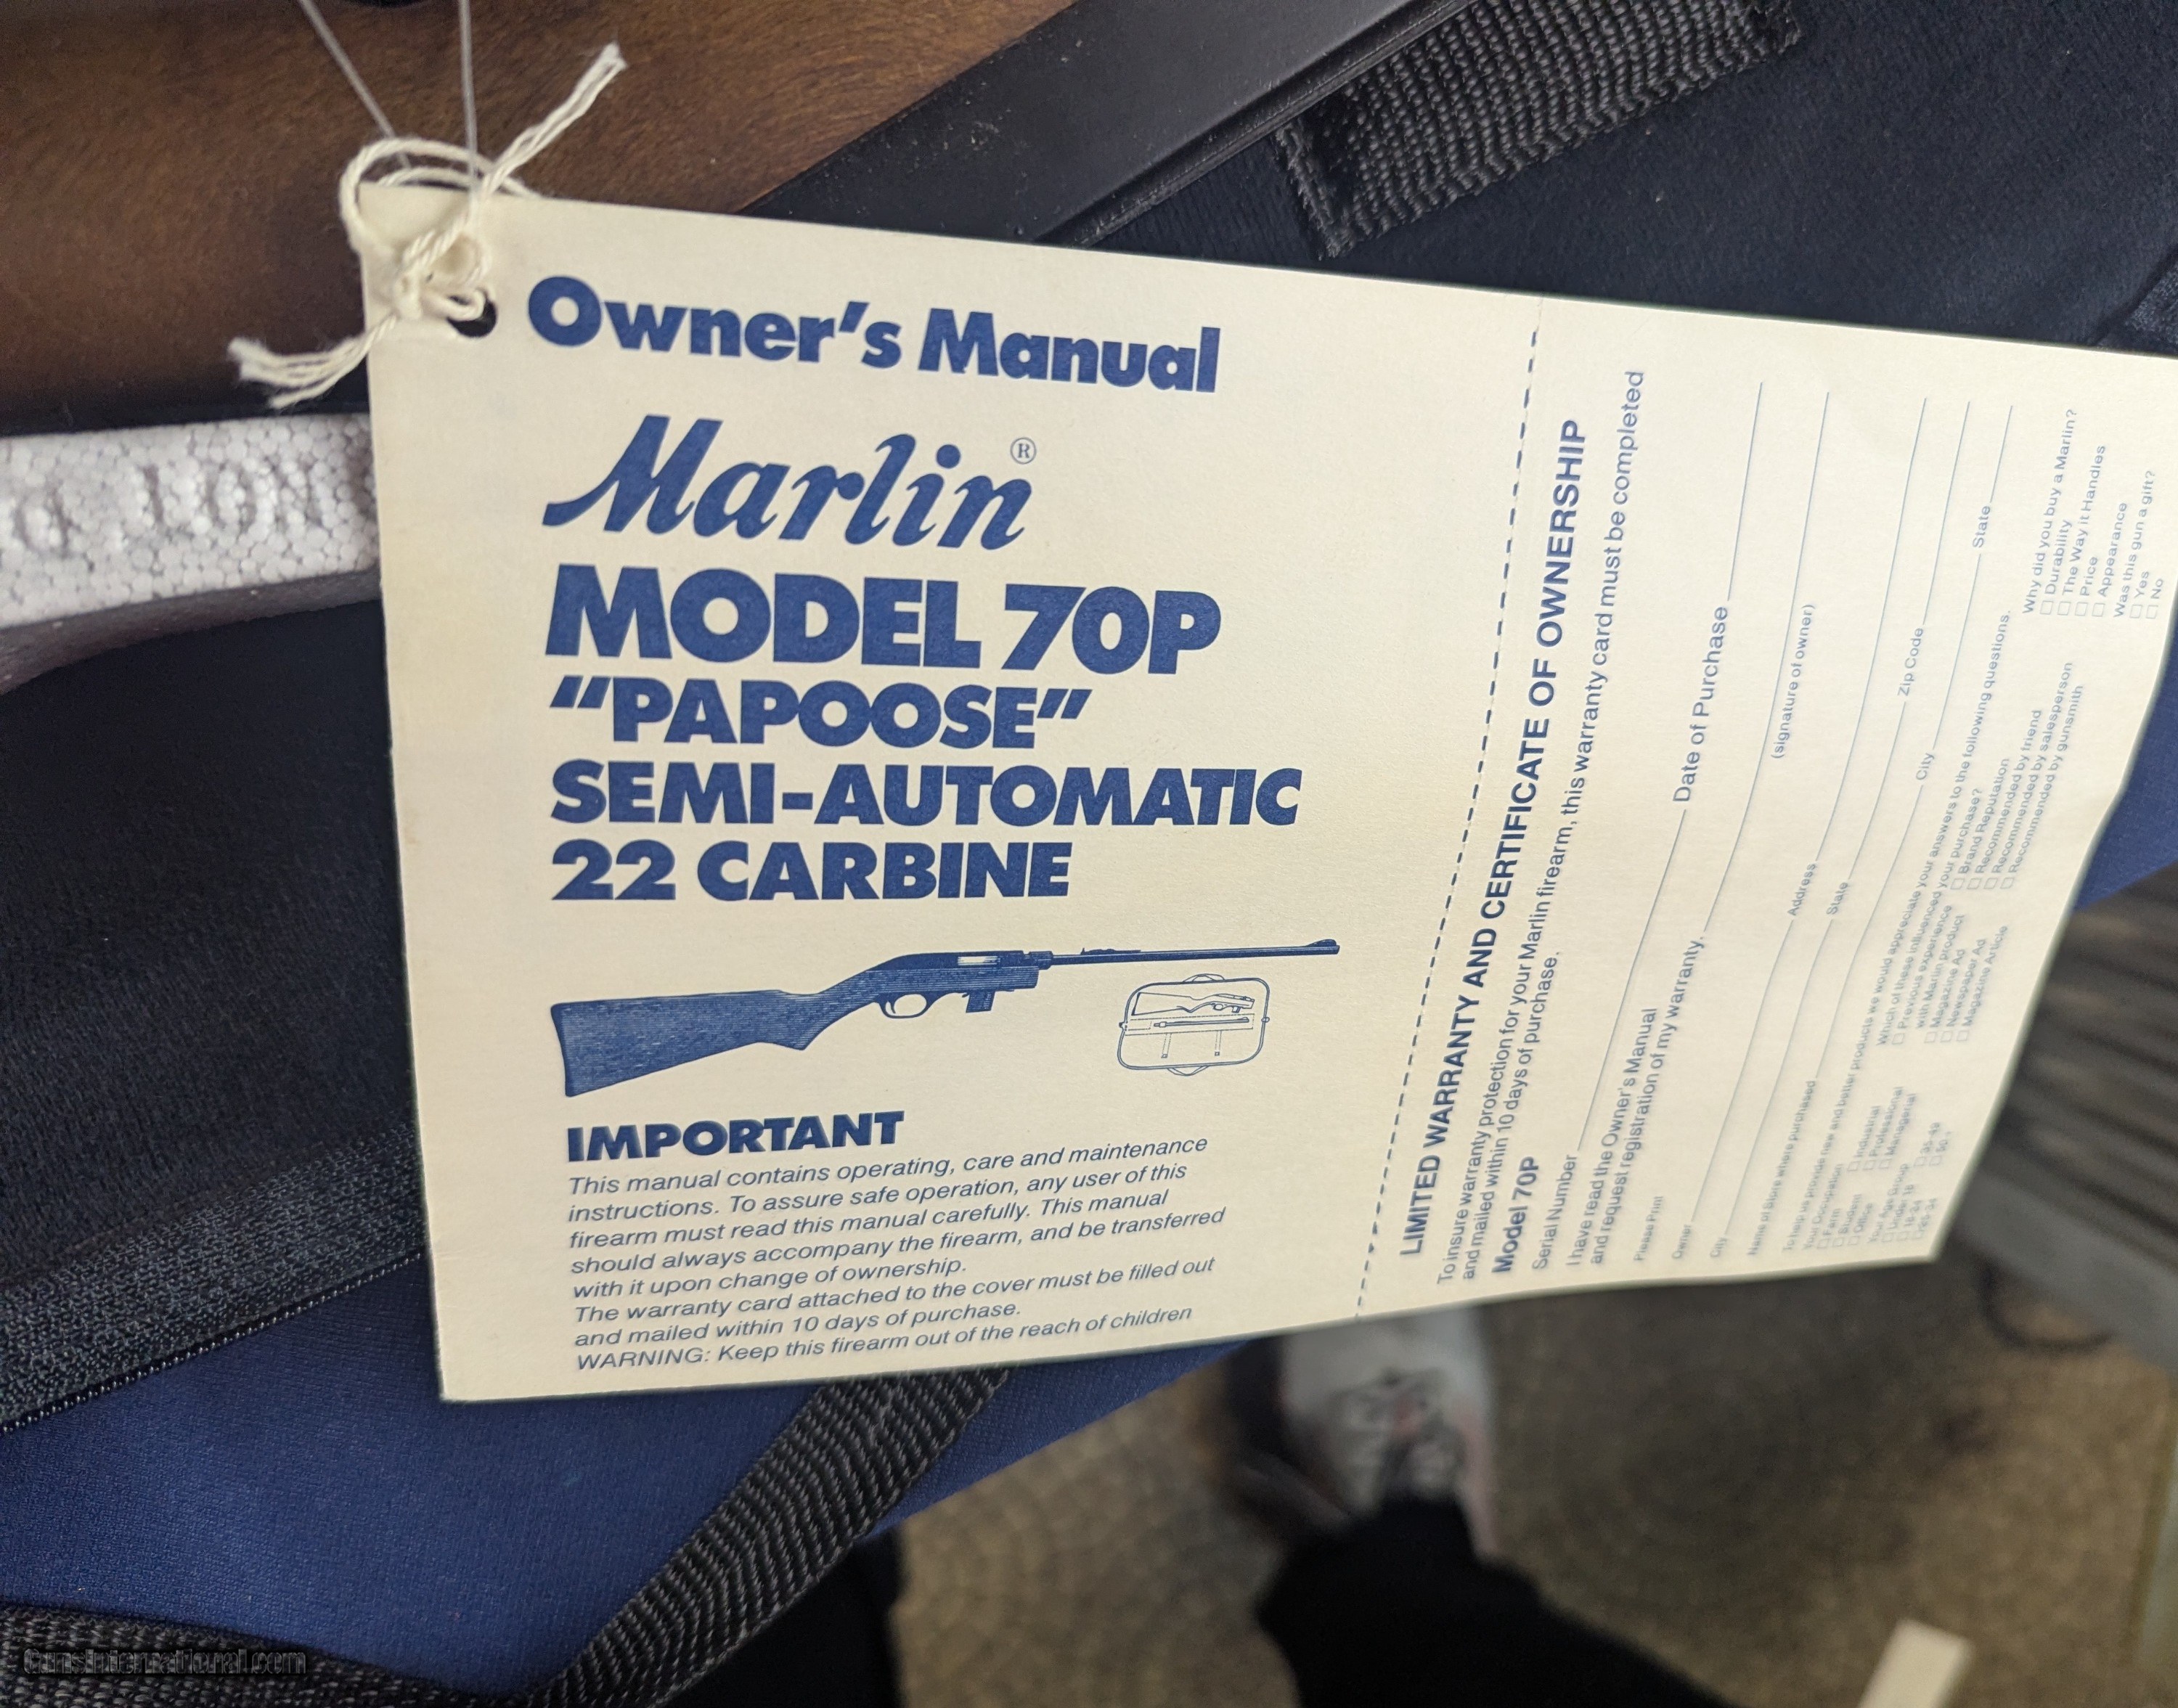 Owner's Manual
Marlin®
MODEL 70P
"PAPOOSE"
SEMI-AUTOMATIC
22 CARBINE
IMPORTANT
This manual contains operating, care and maintenance
instructions. To assure safe operation, any user of this
firearm must read this manual carefully. This manual
should always accompany the firearm, and be transferred
with it upon change of ownership.
The warranty card attached to the cover must be filled out
and mailed within 10 days of purchase.
WARNING: Keep this firearm out of the reach of children
LIMITED WARRANTY AND CERTIFICATE OF OWNERSHIP
To insure warranty protection for your Marlin firearm, this warranty card must be completed
and mailed within 10 days of purchase.
Model 70P
Serial Number Date of Purchase
I have read the Owner's Manual
and request registration of my warranty. (signature of owner)
Please Print
Owner Address
City State Zip Code
Name of Store where purchased City State
To help us provide new and better products we would appreciate your answers to the following questions.
Your Occupation
Farm
Student
Office
Industrial
Professional
Managerial
Your Age Group
Under 18
18-24
25-34
35-49
Which of these influenced your purchase?
Previous experience
with Marlin product
Magazine Ad
Newspaper Ad
Magazine Article
Brand Reputation
Recommended by friend
Recommended by salesperson
Recommended by gunsmith
Why did you buy a Marlin?
Durability
The Way it Handles
Price
Appearance
Was this gun a gift?
Yes
No
GunsInternational.com